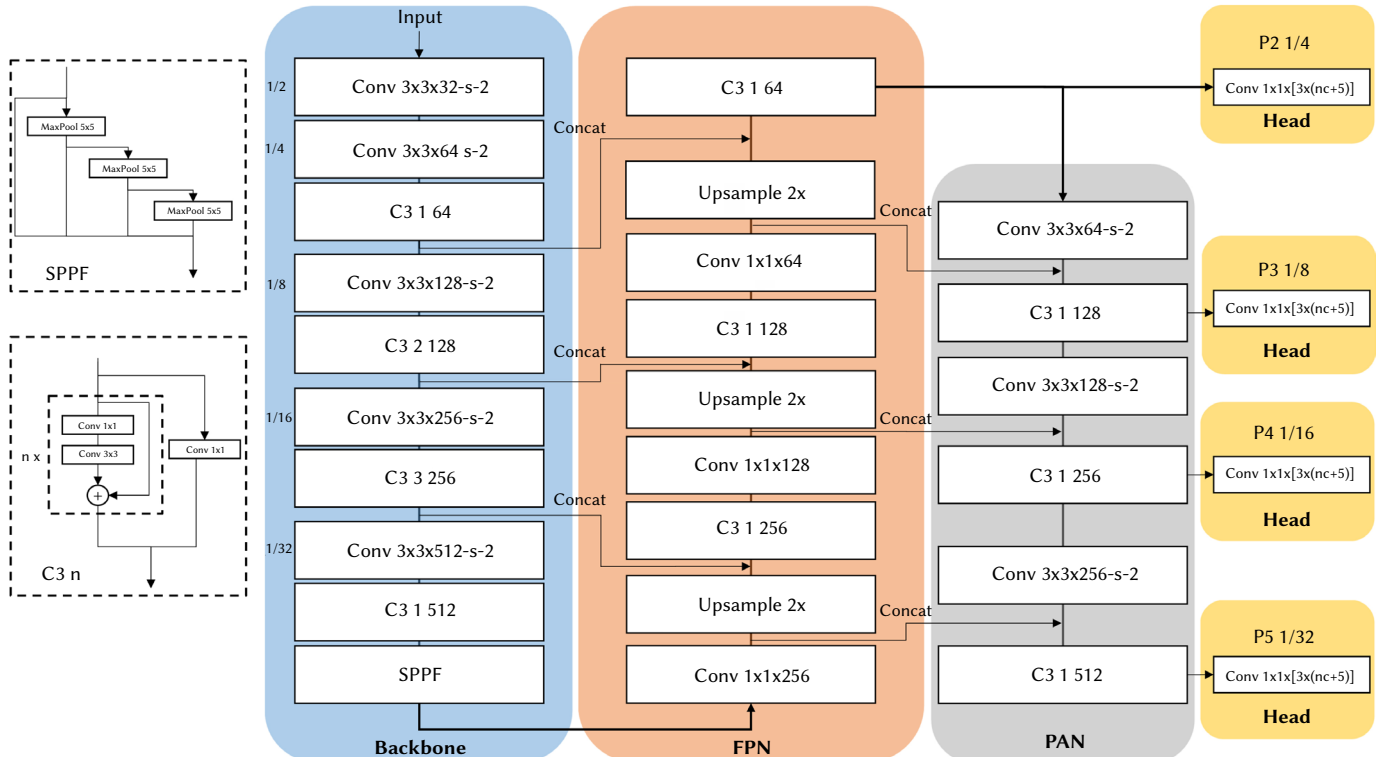 MaxPool 5x5
MaxPool 5x5
MaxPool 5x5
SPPF
n x
Conv 1x1
Conv 3x3
+
Conv 1x1
C3 n
Input
1/2
Conv 3x3x32-s-2
1/4
Conv 3x3x64 s-2
C3 1 64
1/8
Conv 3x3x128-s-2
C3 2 128
1/16
Conv 3x3x256-s-2
C3 3 256
1/32
Conv 3x3x512-s-2
C3 1 512
SPPF
Backbone
Concat
Concat
Concat
C3 1 64
Upsample 2x
Conv 1x1x64
C3 1 128
Upsample 2x
Conv 1x1x128
C3 1 256
Upsample 2x
Conv 1x1x256
FPN
Concat
Concat
Concat
Conv 3x3x64-s-2
C3 1 128
Conv 3x3x128-s-2
C3 1 256
Conv 3x3x256-s-2
C3 1 512
PAN
P2 1/4
Conv 1x1x[3x(nc+5)]
Head
P3 1/8
Conv 1x1x[3x(nc+5)]
Head
P4 1/16
Conv 1x1x[3x(nc+5)]
Head
P5 1/32
Conv 1x1x[3x(nc+5)]
Head